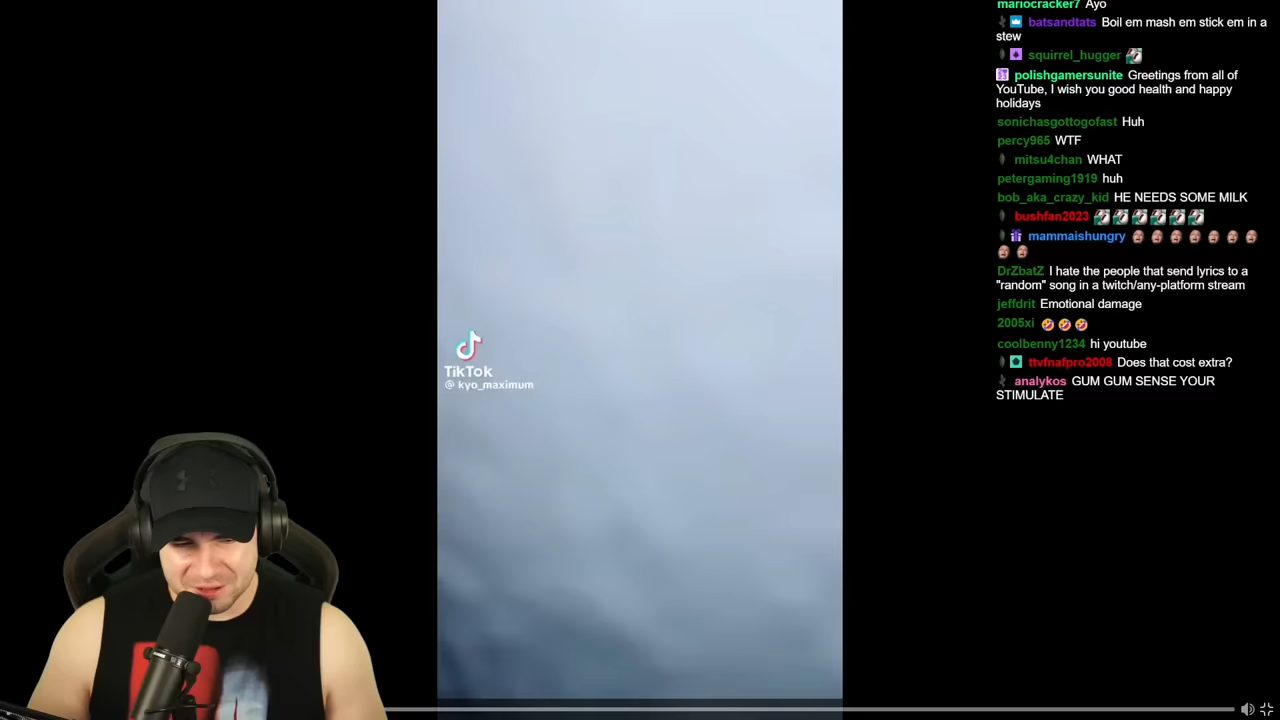 mariocracker7 Ayo
batsandtats Boil em mash em stick em in a
stew
squirrel_hugger
polishgamersunite Greetings from all of
YouTube, I wish you good health and happy
holidays
sonichasgottogofast Huh
percy965 WTF
mitsu4chan WHAT
petergaming1919 huh
bob_aka_crazy_kid HE NEEDS SOME MILK
bushfan2023
mammaishungry
DrZbatZ I hate the people that send lyrics to a
"random" song in a twitch/any-platform stream
jeffdrit Emotional damage
2005xi 🤣🤣🤣
coolbenny1234 hi youtube
ttvfnafpro2008 Does that cost extra?
analykos GUM GUM SENSE YOUR
STIMULATE
TikTok
@ kyo_maximum